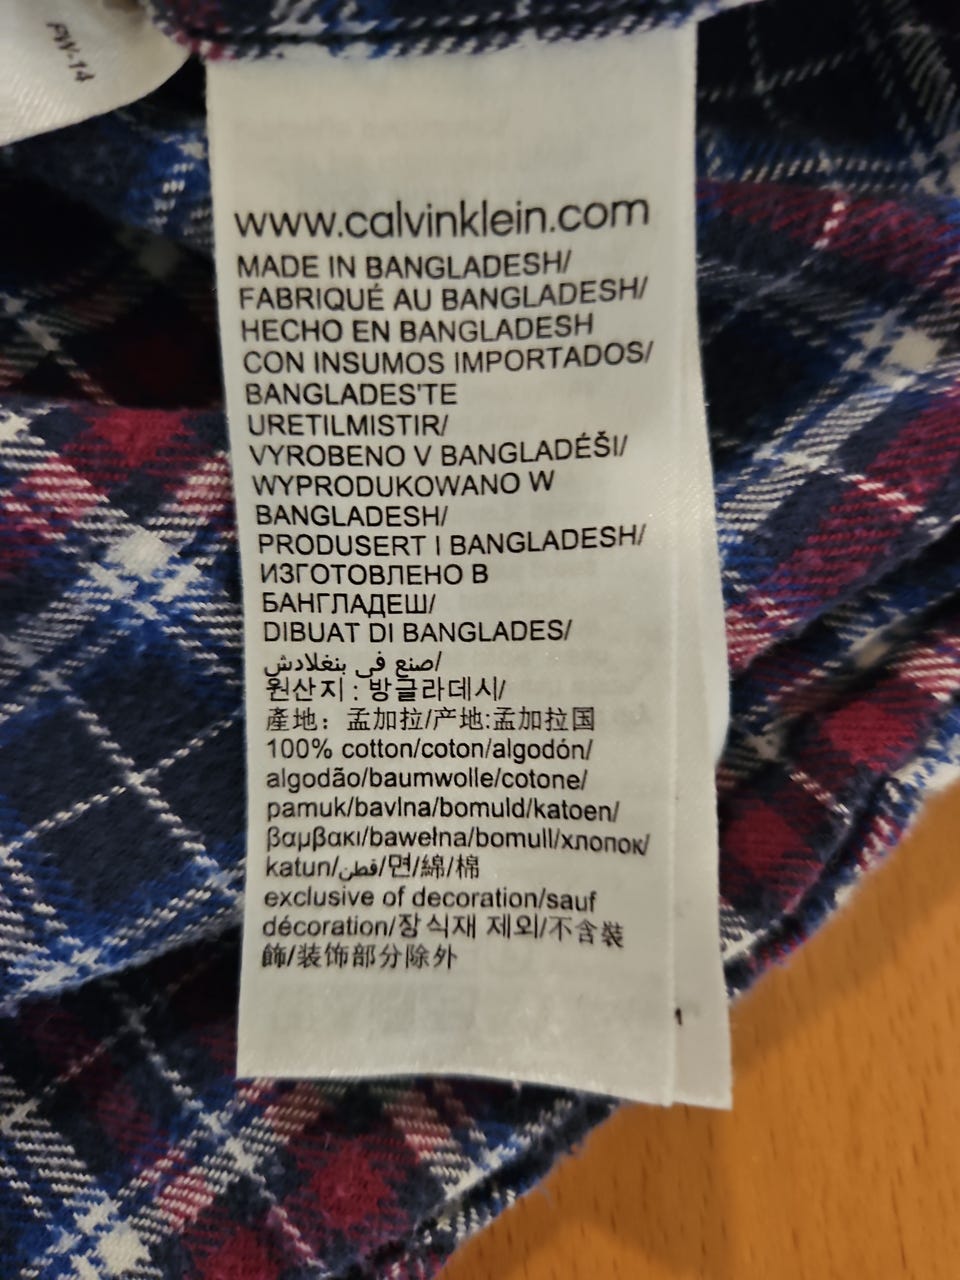 FW-14
www.calvinklein.com
MADE IN BANGLADESH/
FABRIQUÉ AU BANGLADESH/
HECHO EN BANGLADESH
CON INSUMOS IMPORTADOS/
BANGLADES'TE
URETILMISTIR/
VYROBENO V BANGLADÉŠI/
WYPRODUKOWANO W
BANGLADESH/
PRODUSERT I BANGLADESH/
ИЗГОТОВЛЕНО В
БАНГЛАДЕШ/
DIBUAT DI BANGLADES/
صنع في بنغلادش/
원산지 : 방글라데시/
產地：孟加拉/产地:孟加拉国
100% cotton/coton/algodón/
algodão/baumwolle/cotone/
pamuk/bavlna/bomuld/katoen/
βαμβακι/bawełna/bomull/хлопок/
katun/قطن/면/綿/棉
exclusive of decoration/sauf
décoration/장식재 제외/不含裝
飾/装饰部分除外
1